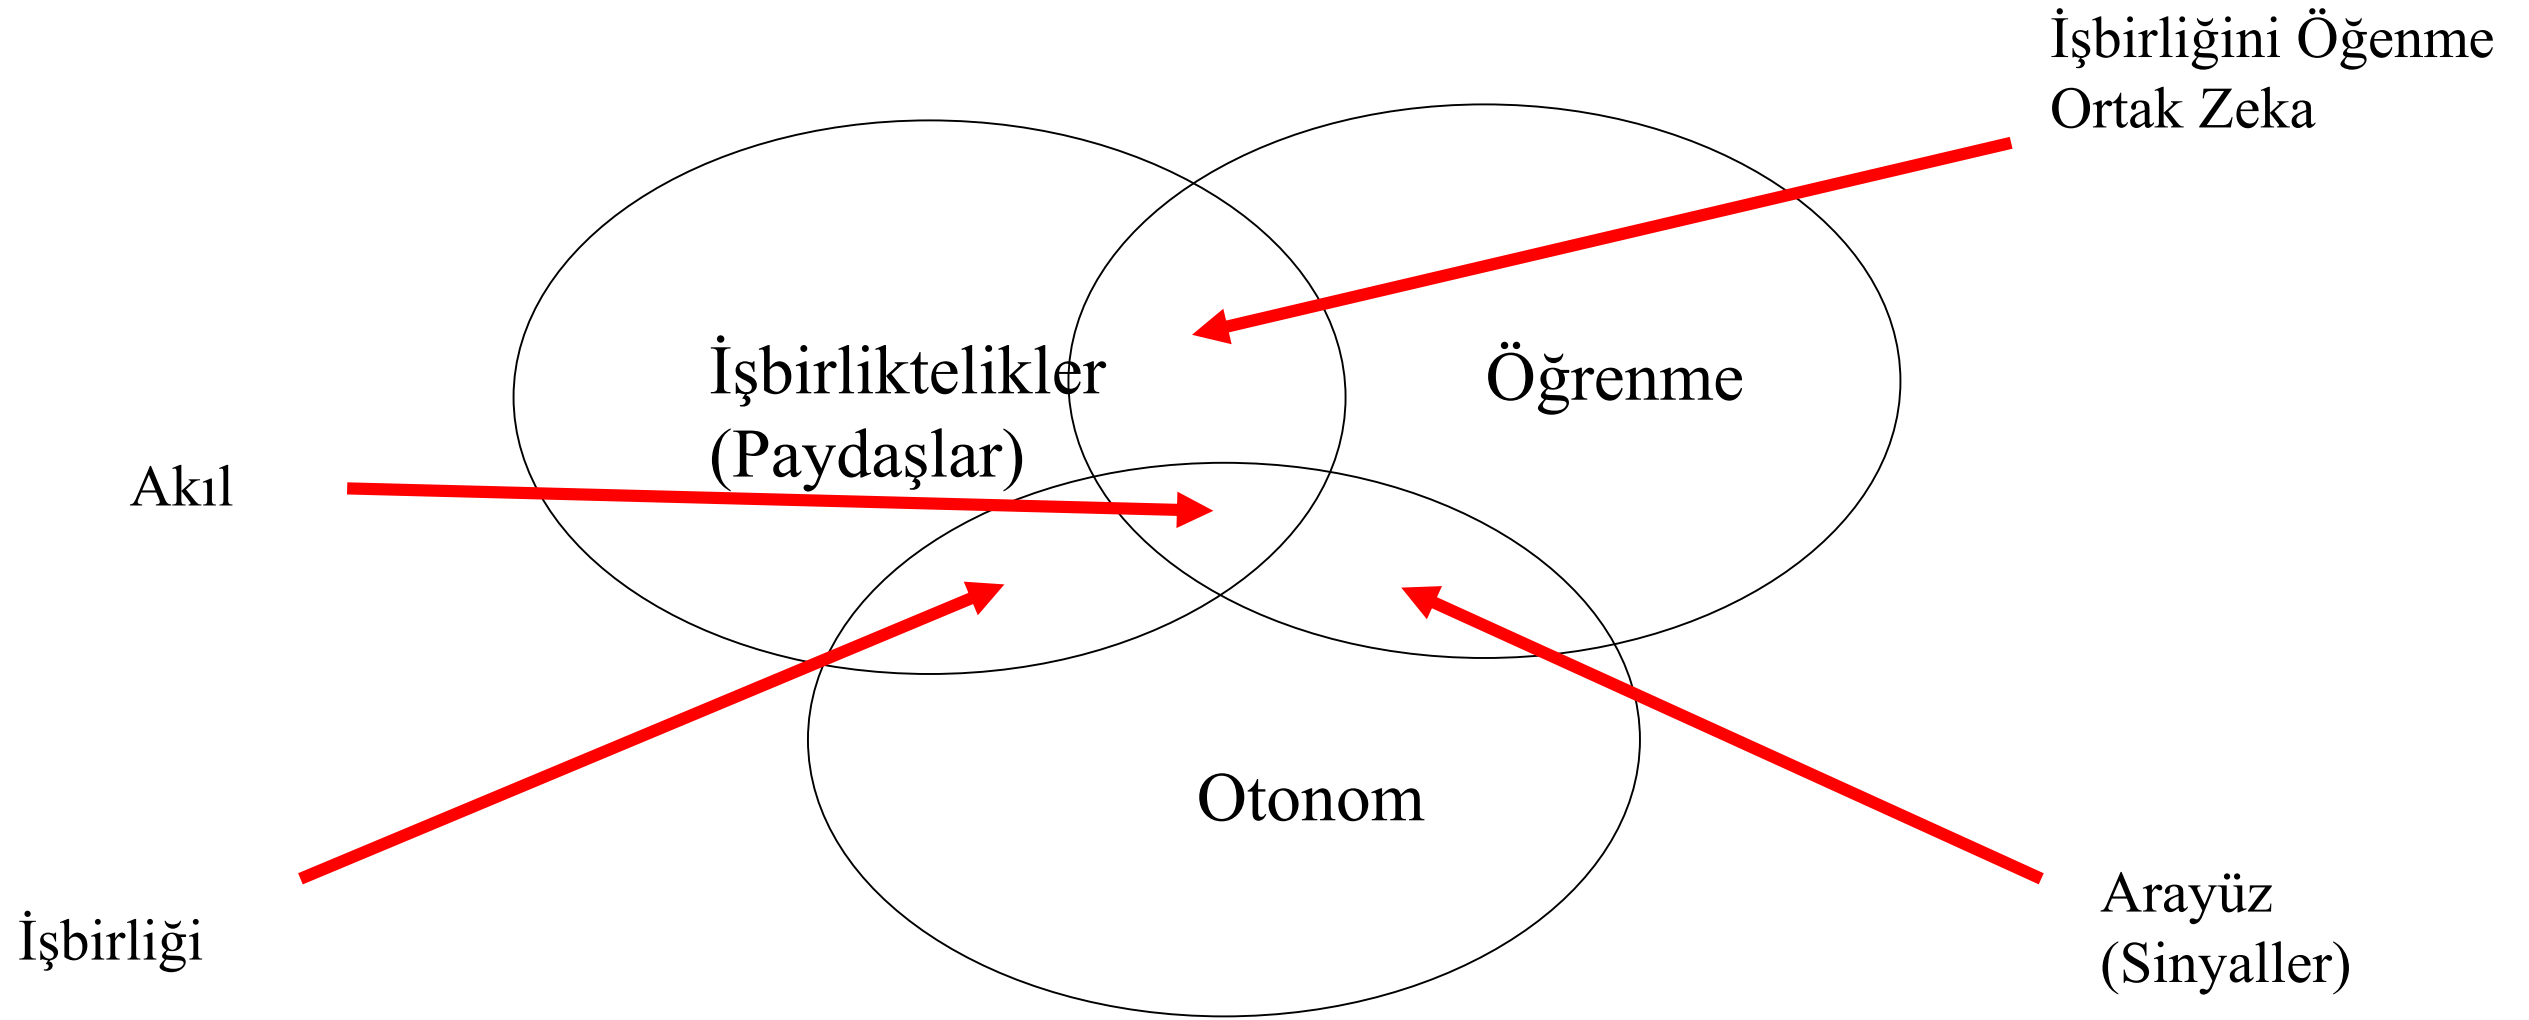 İşbirliğini Öğenme
Ortak Zeka
İşbirliktelikler
(Paydaşlar)
Öğrenme
Akıl
Otonom
İşbirliği
Arayüz
(Sinyaller)